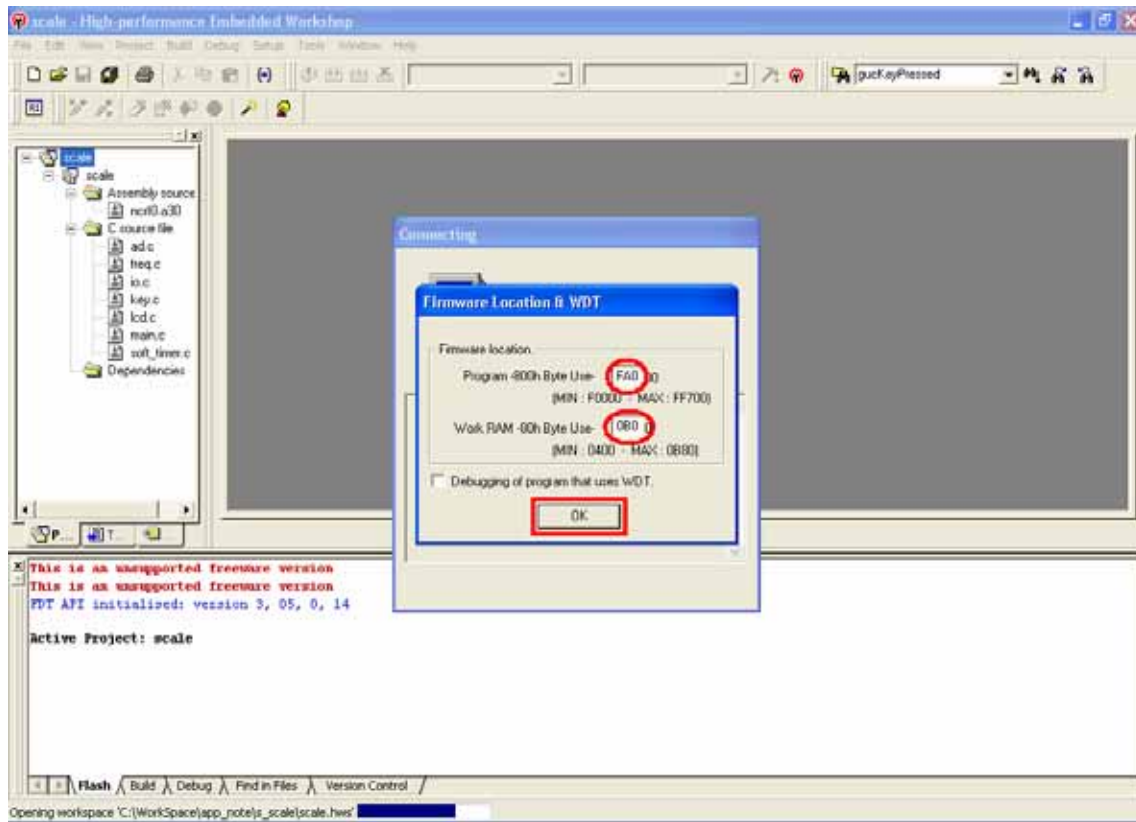 scale - High-performance Embedded Workshop
File Edit View Project Build Debug Setup Tools Window Help
gucKeyPressed
scale
scale
Assembly source
ncrt0.a30
C source file
ad.c
freq.c
io.c
key.c
lcd.c
main.c
soft_timer.c
Dependencies
P... T...
Connecting
Firmware Location & WDT
Firmware location.
Program -800h Byte Use- FA0 00
(MIN : F0000 - MAX : FF700)
Work RAM -80h Byte Use- 0B0 0
(MIN : 0400 - MAX : 0B80)
Debugging of program that uses WDT.
OK
This is an unsupported freeware version
This is an unsupported freeware version
FDT API initialised: version 3, 05, 0, 14
Active Project: scale
Flash Build Debug Find in Files Version Control
Opening workspace 'C:\WorkSpace\app_note\s_scale\scale.hws'